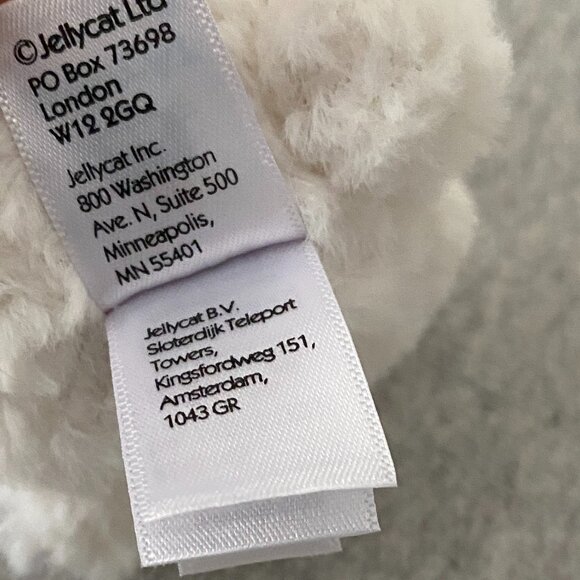 ©Jellycat Ltd
PO Box 73698
London
W12 2GQ
Jellycat Inc.
800 Washington
Ave. N, Suite 500
Minneapolis,
MN 55401
Jellycat B.V.
Sloterdijk Teleport
Towers,
Kingsfordweg 151,
Amsterdam,
1043 GR